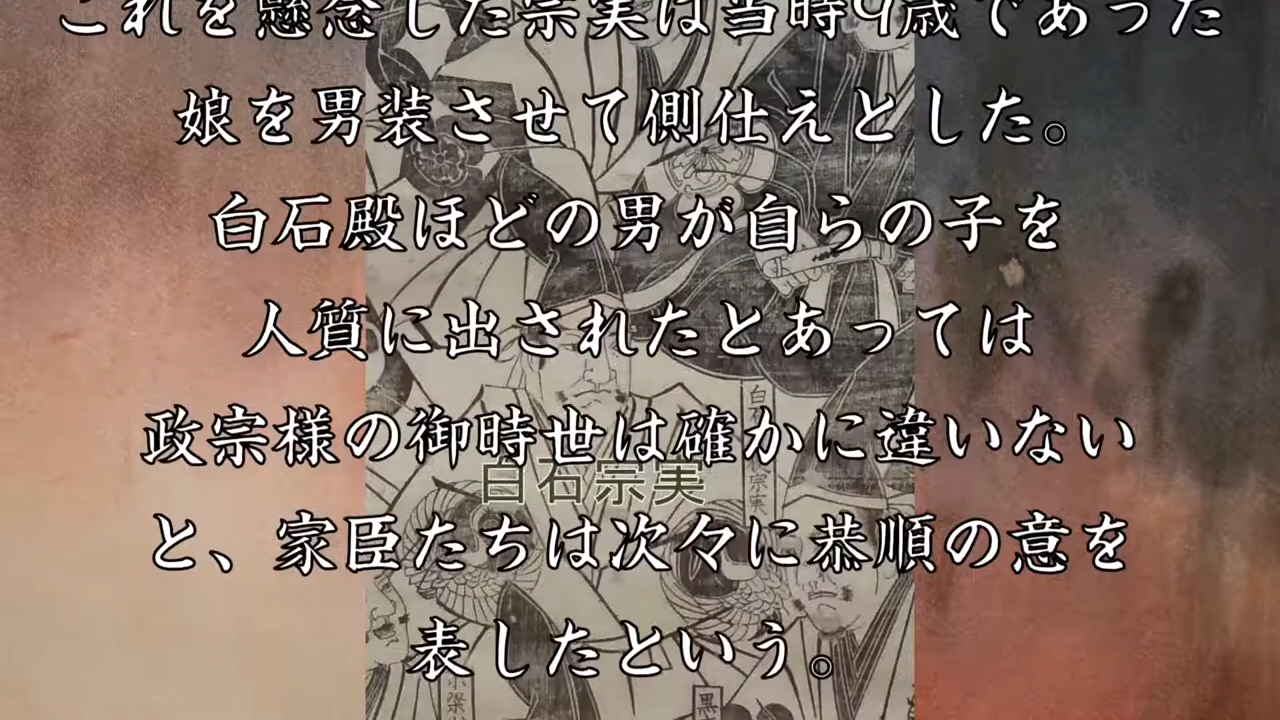 これを懸念した宗実は当時9歳であった
娘を男装させて側仕えとした。
白石殿ほどの男が自らの子を
人質に出されたとあっては
政宗様の御時世は確かに違いない
白石宗実
と、家臣たちは次々に恭順の意を
表したという。
白
宗実
黒